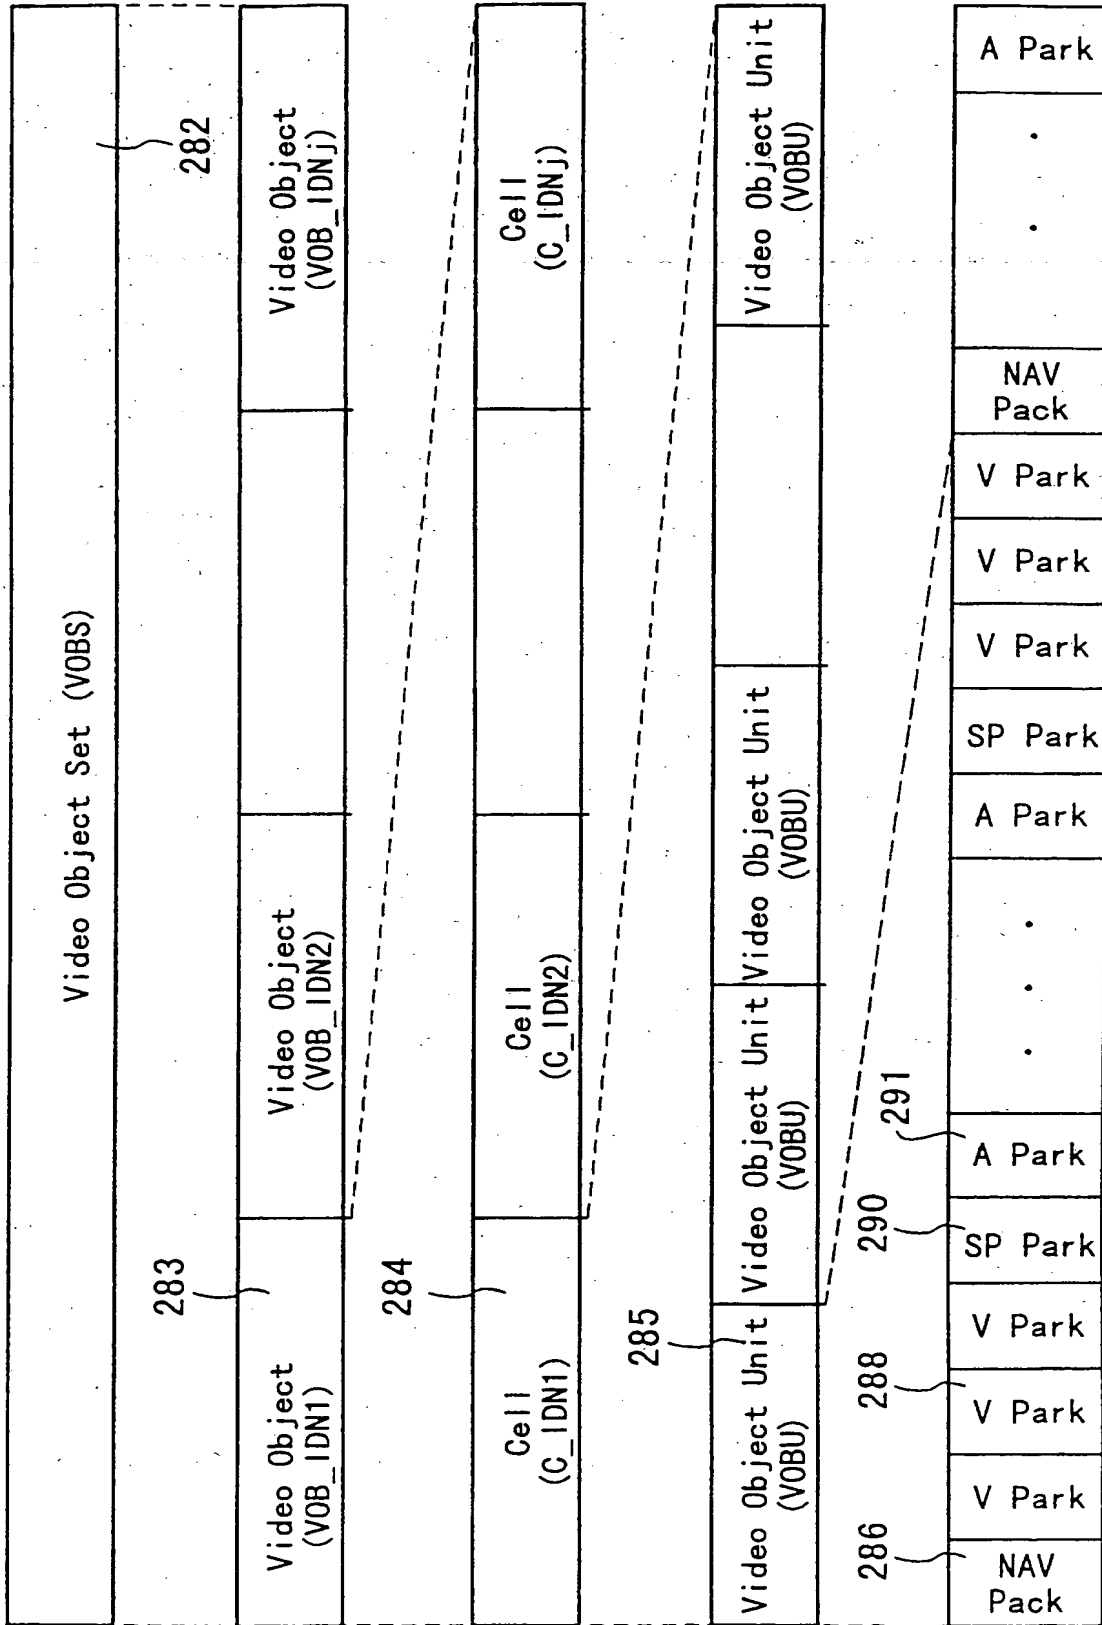 Video Object Set (VOBS)
282
283
Video Object
(VOB_IDN1)
Video Object
(VOB_IDN2)
Video Object
(VOB_IDNj)
284
Cell
(C_IDN1)
Cell
(C_IDN2)
Cell
(C_IDNj)
285
Video Object Unit
(VOBU)
Video Object Unit
(VOBU)
Video Object Unit
(VOBU)
Video Object Unit
(VOBU)
286
288
290
291
NAV
Pack
V Park
V Park
V Park
SP Park
A Park
A Park
SP Park
V Park
V Park
V Park
NAV
Pack
A Park